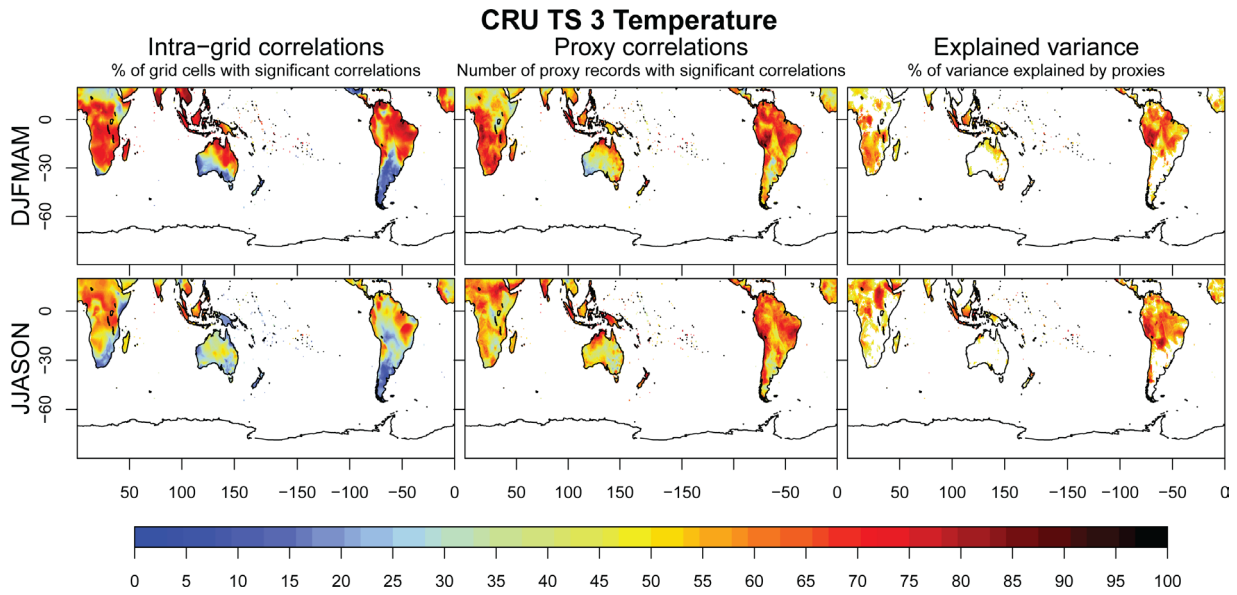 CRU TS 3 Temperature
Intra−grid correlations Proxy correlations Explained variance
% of grid cells with significant correlations Number of proxy records with significant correlations % of variance explained by proxies
DJFMAM
0
−30
−60
JJASON
0
−30
−60
50 100 150 −150 −100 −50 0 50 100 150 −150 −50 50 100 150 −150 −100 −50 0
0 5 10 15 20 25 30 35 40 45 50 55 60 65 70 75 80 85 90 95 100